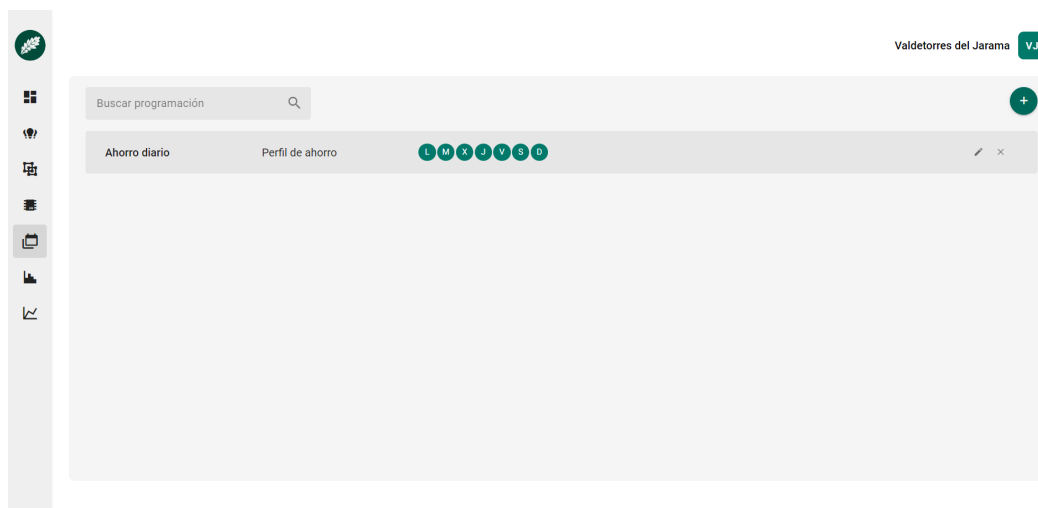 Valdetorres del Jarama VJ
Buscar programación
+
Ahorro diario Perfil de ahorro L M X J V S D